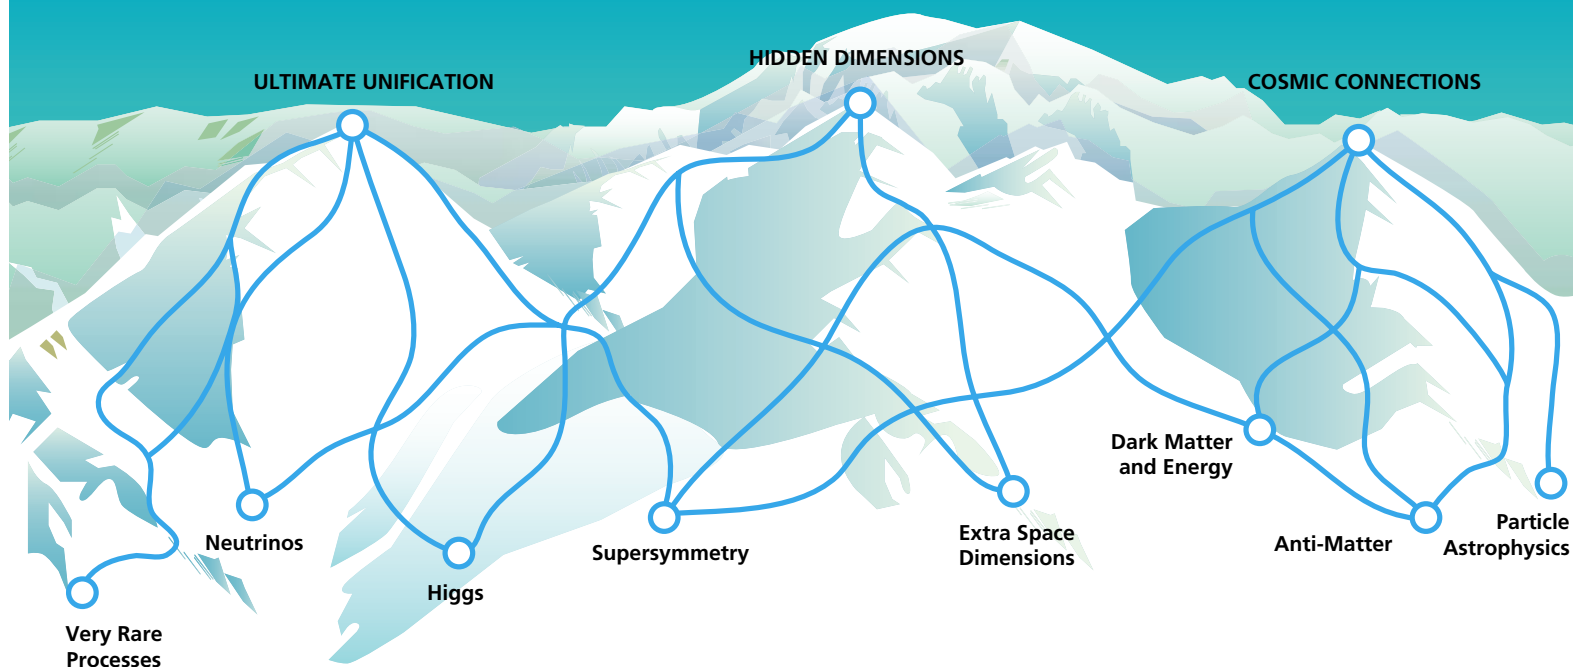 ULTIMATE UNIFICATION
HIDDEN DIMENSIONS
COSMIC CONNECTIONS
Very Rare
Processes
Neutrinos
Higgs
Supersymmetry
Extra Space
Dimensions
Dark Matter
and Energy
Anti-Matter
Particle
Astrophysics